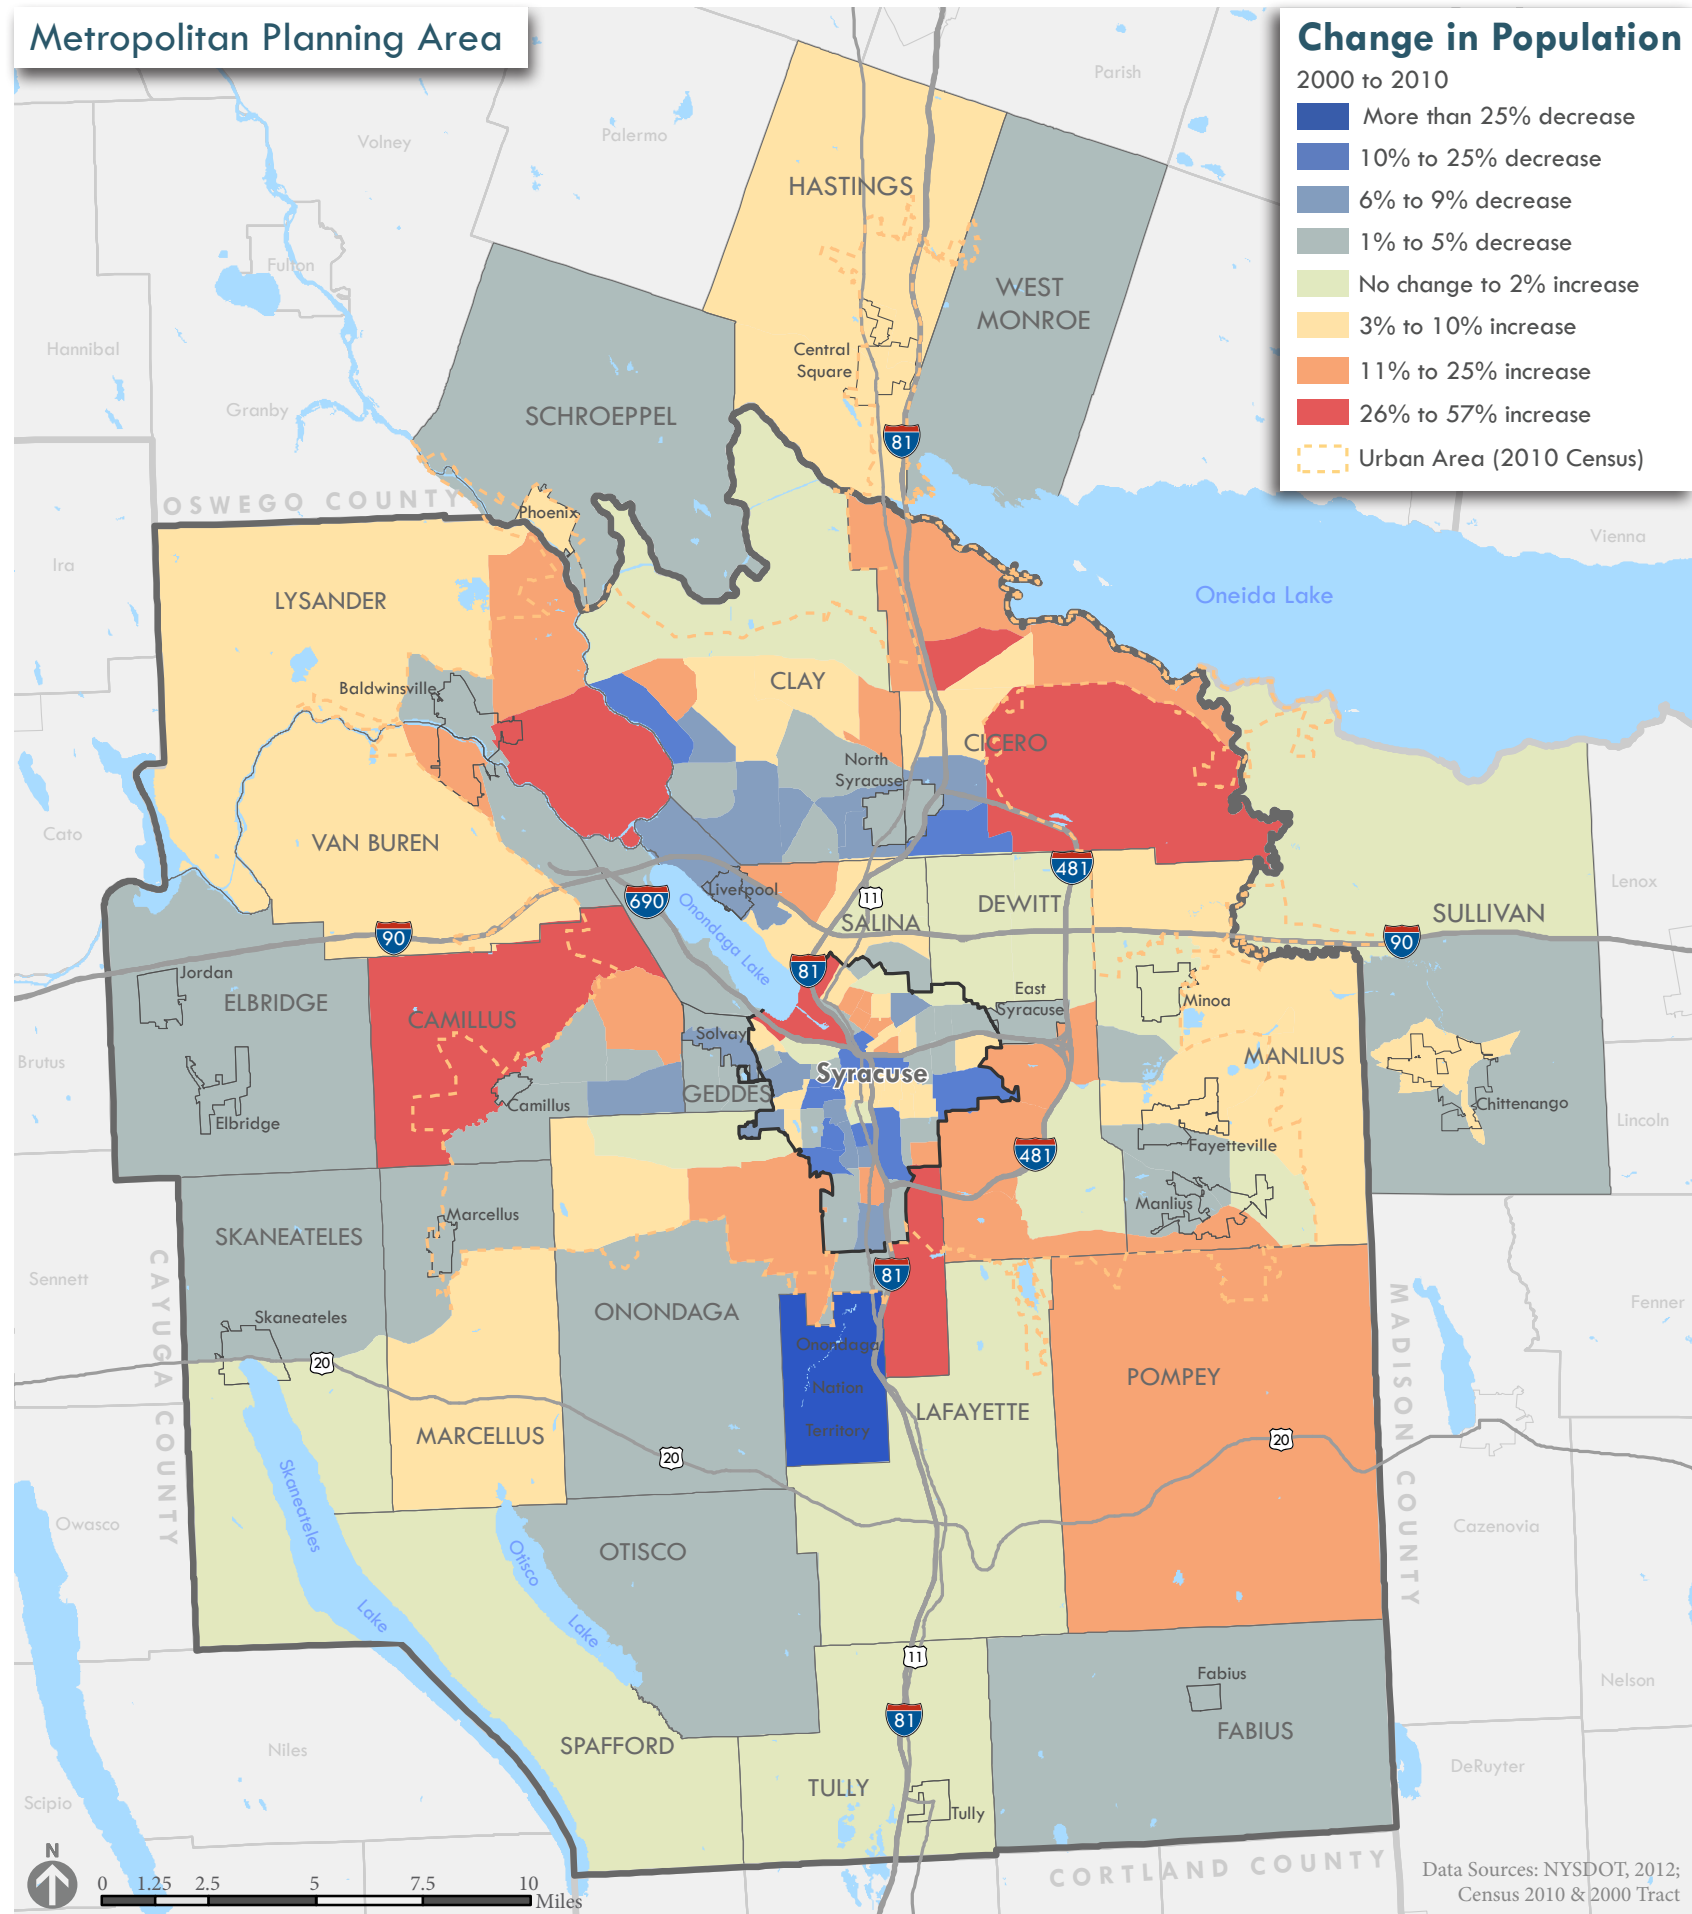 Metropolitan Planning Area
Change in Population
2000 to 2010
More than 25% decrease
10% to 25% decrease
6% to 9% decrease
1% to 5% decrease
No change to 2% increase
3% to 10% increase
11% to 25% increase
26% to 57% increase
Urban Area (2010 Census)
Parish
Volney
Palermo
HASTINGS
Fulton
WEST
MONROE
Hannibal
Central
Square
Granby
SCHROEPPEL
81
OSWEGO COUNTY
Phoenix
Vienna
Ira
Oneida Lake
LYSANDER
Baldwinsville
CLAY
CICERO
North
Syracuse
Cato
VAN BUREN
481
Liverpool
690
11
DEWITT
Lenox
SULLIVAN
SALINA
90
90
Onondaga Lake
Jordan
81
East
Syracuse
Minoa
ELBRIDGE
CAMILLUS
Solvay
MANLIUS
Brutus
Syracuse
GEDDES
Camillus
Chittenango
Elbridge
Lincoln
Fayetteville
481
Manlius
Marcellus
SKANEATELES
Sennett
CAYUGA COUNTY
81
MADISON COUNTY
Fenner
Skaneateles
ONONDAGA
Onondaga
Nation
Territory
20
POMPEY
LAFAYETTE
MARCELLUS
20
20
Skaneateles
Lake
Owasco
Cazenovia
OTISCO
Otisco
Lake
11
Fabius
Nelson
81
FABIUS
SPAFFORD
Niles
DeRuyter
TULLY
Tully
Scipio
N
0 1.25 2.5 5 7.5 10
Miles
CORTLAND COUNTY
Data Sources: NYSDOT, 2012;
Census 2010 & 2000 Tract